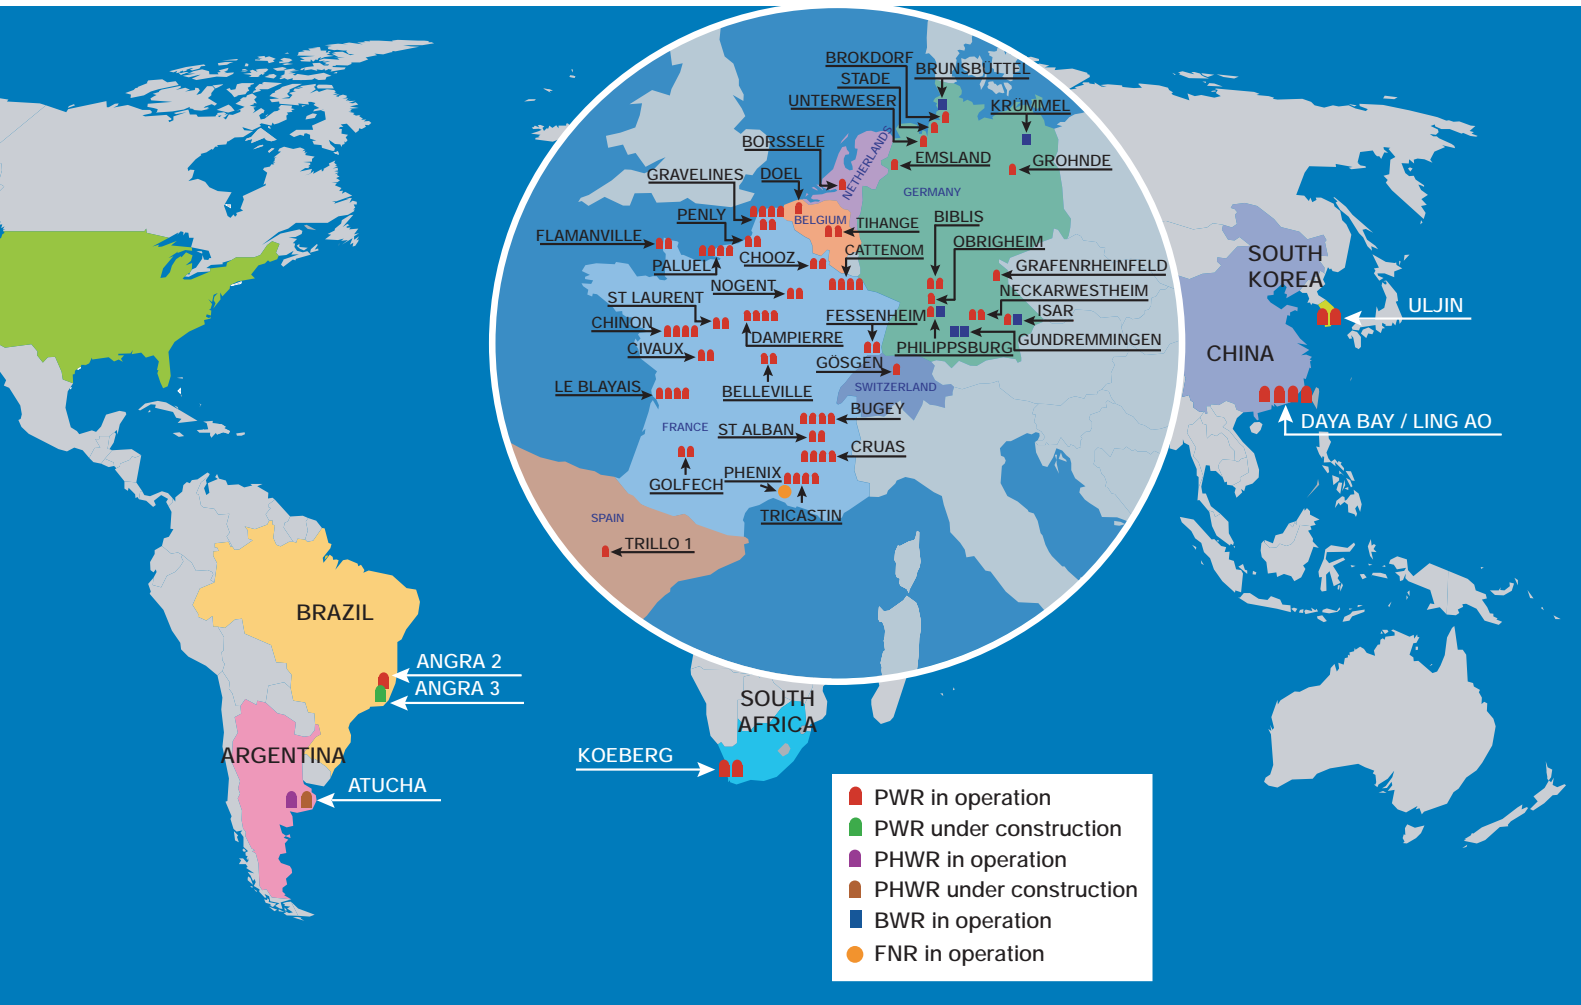 BROKDORF
BRUNSBÜTTEL
STADE
UNTERWESER
KRÜMMEL
BORSSELE
NETHERLANDS
EMSLAND
GROHNDE
GRAVELINES
DOEL
GERMANY
PENLY
BELGIUM
TIHANGE
BIBLIS
FLAMANVILLE
OBRIGHEIM
CATTENOM
PALUEL
CHOOZ
GRAFENRHEINFELD
NOGENT
NECKARWESTHEIM
ST LAURENT
FESSENHEIM
ISAR
CHINON
DAMPIERRE
GUNDREMMINGEN
CIVAUX
PHILIPPSBURG
GÖSGEN
LE BLAYAIS
BELLEVILLE
SWITZERLAND
BUGEY
FRANCE
ST ALBAN
CRUAS
GOLFECH
PHENIX
TRICASTIN
SPAIN
TRILLO 1
SOUTH
KOREA
ULJIN
CHINA
DAYA BAY / LING AO
BRAZIL
ANGRA 2
ANGRA 3
ARGENTINA
ATUCHA
SOUTH
AFRICA
KOEBERG
PWR in operation
PWR under construction
PHWR in operation
PHWR under construction
BWR in operation
FNR in operation